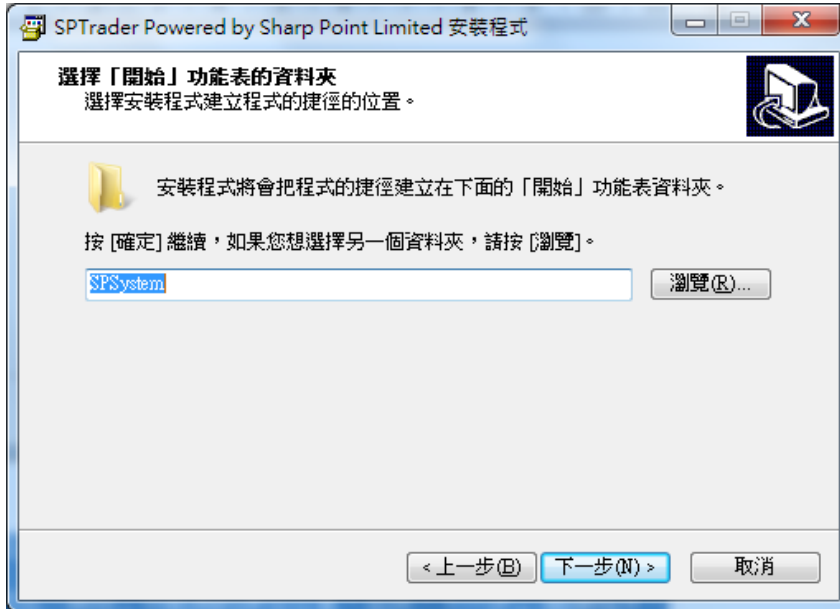 SPTrader Powered by Sharp Point Limited 安裝程式
選擇「開始」功能表的資料夾
選擇安裝程式建立程式的捷徑的位置。
安裝程式將會把程式的捷徑建立在下面的「開始」功能表資料夾。
按 [確定] 繼續，如果您想選擇另一個資料夾，請按 [瀏覽]。
SPSystem
瀏覽(R)...
< 上一步(B)
下一步(N) >
取消